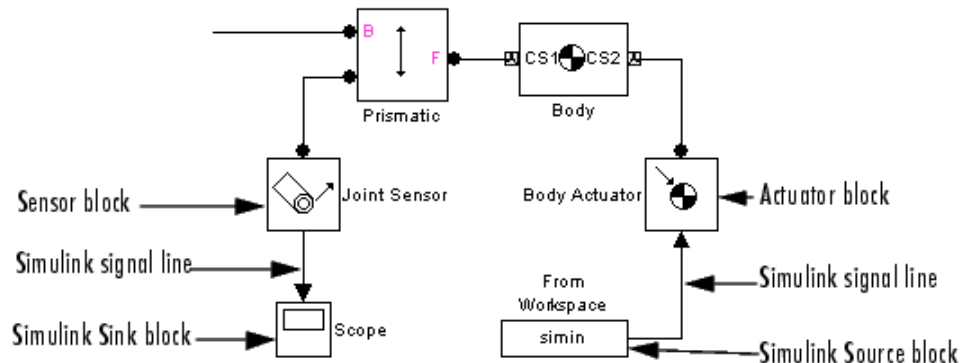 B
F
CS1 CS2
Prismatic
Body
Sensor block
Joint Sensor
Body Actuator
Actuator block
Simulink signal line
From
Workspace
Simulink signal line
Simulink Sink block
Scope
simin
Simulink Source block